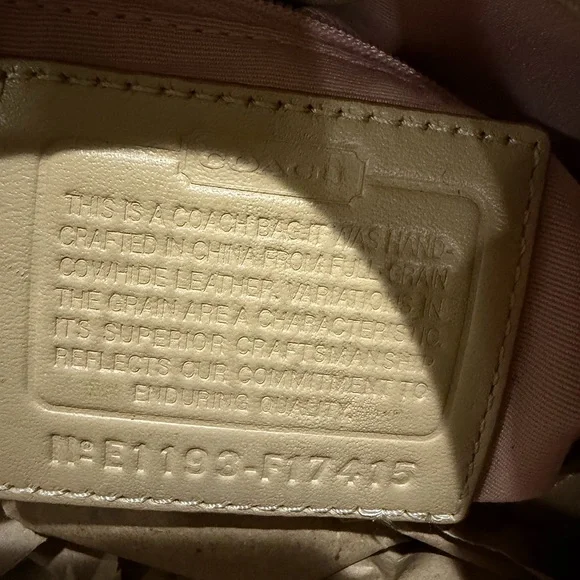 COACH
THIS IS A COACH BAG.IT WAS HAND-
CRAFTED IN CHINA FROM FULL-GRAIN
COWHIDE LEATHER. VARIATIONS IN
THE GRAIN ARE A CHARACTERISTIC.
IT'S SUPERIOR CRAFTSMANSHIP
REFLECTS OUR COMMITMENT TO
ENDURING QUALITY.
Nº E1193-F17415